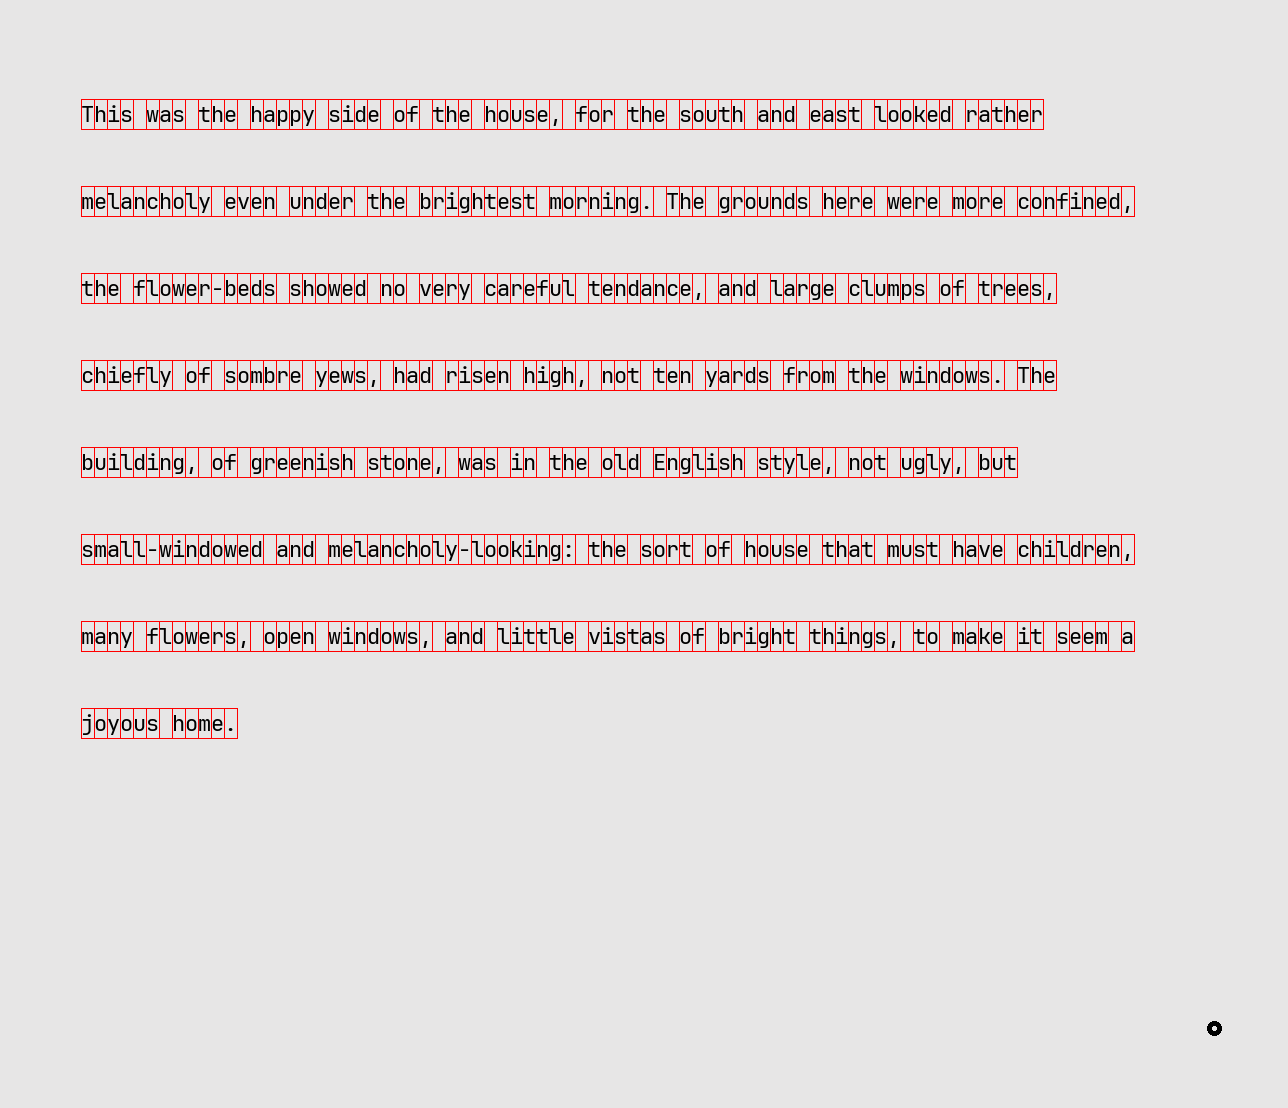 This was the happy side of the house, for the south and east looked rather
melancholy even under the brightest morning. The grounds here were more confined,
the flower-beds showed no very careful tendance, and large clumps of trees,
chiefly of sombre yews, had risen high, not ten yards from the windows. The
building, of greenish stone, was in the old English style, not ugly, but
small-windowed and melancholy-looking: the sort of house that must have children,
many flowers, open windows, and little vistas of bright things, to make it seem a
joyous home.